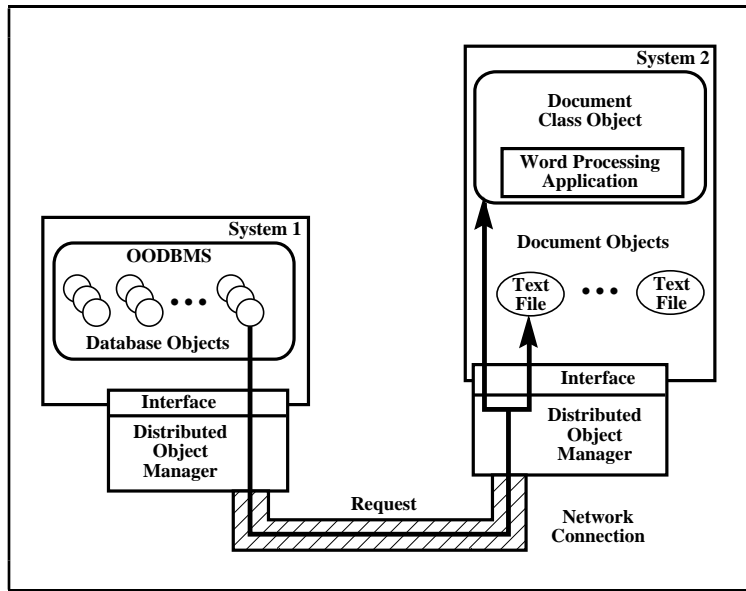 System 2
Document
Class Object
Word Processing
Application
System 1
OODBMS
Document Objects
Text
File
Text
File
Database Objects
Interface
Interface
Distributed
Object
Manager
Distributed
Object
Manager
Request
Network
Connection